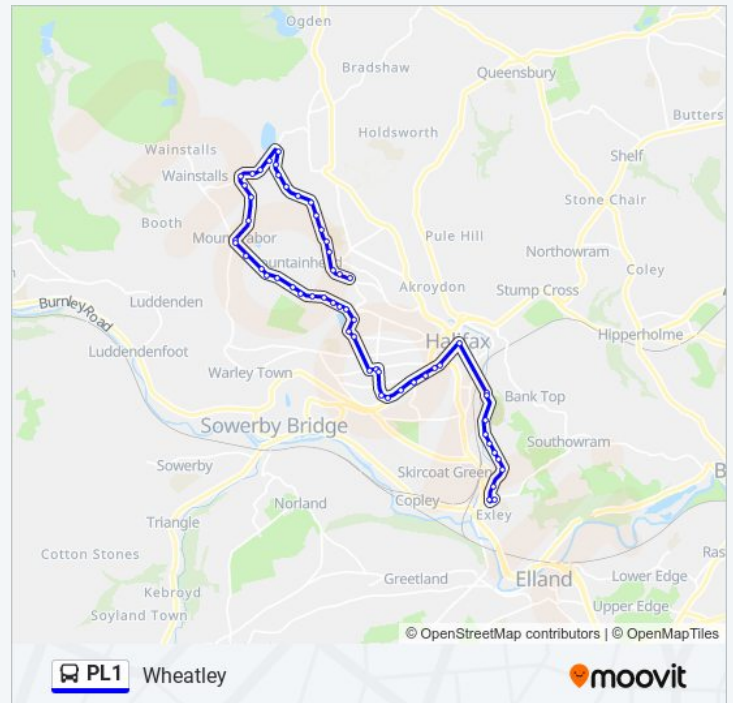 Ogden
Bradshaw
Queensbury
Butters
Holdsworth
Wainstalls
Shelf
Wainstalls
Stone Chair
Booth
Pule Hill
Northowram
Coley
Akroydon
Stump Cross
Luddenden
Burnley Road
Hipperholme
Halifax
Luddendenfoot
Warley Town
Bank Top
Sowerby Bridge
Southowram
Sowerby
Skircoat Green
B
Copley
Norland
Exley
Triangle
Ras
Cotton Stones
Elland
Greetland
Lower Edge
Kebroyd
Upper Edge
Soyland Town
© OpenStreetMap contributors | © OpenMapTiles
PL1 Wheatley
moovit